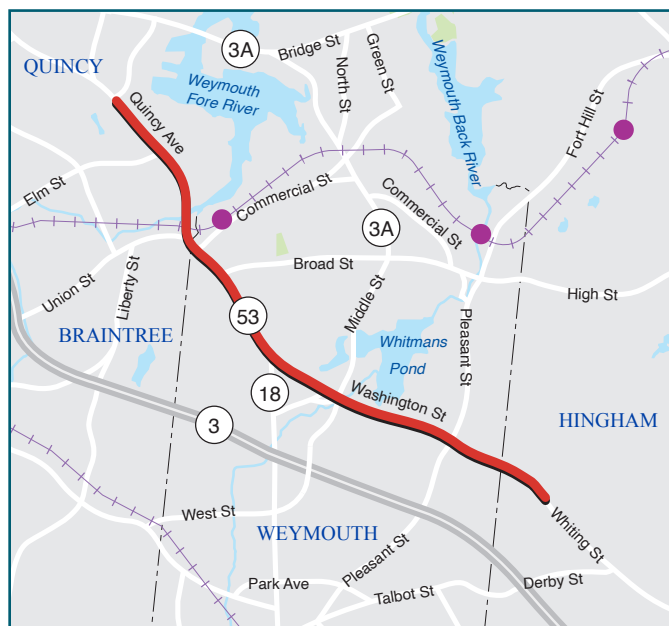 3A
Bridge St
Green St
North St
QUINCY
Weymouth
Fore River
Weymouth Back River
Quincy Ave
Fort Hill St
Elm St
Commercial St
Commercial St
3A
Broad St
High St
Union St
Liberty St
Middle St
53
BRAINTREE
Whitmans
Pond
Pleasant St
18
Washington St
3
HINGHAM
West St
WEYMOUTH
Whiting St
Pleasant St
Park Ave
Talbot St
Derby St